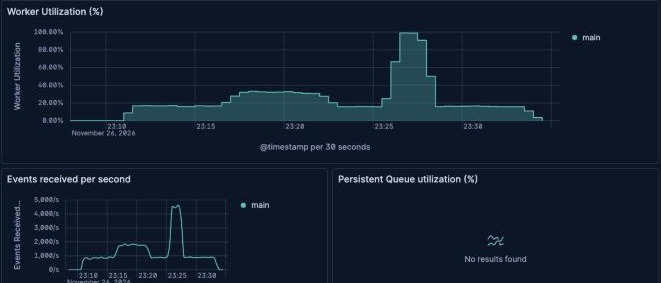 Worker Utilization (%)
100.00%
80.00%
60.00%
40.00%
20.00%
0.00%
Worker Utilization
23:10
23:15
23:20
23:25
23:30
November 26, 2026
@timestamp per 30 seconds
main
Events received per second
5,000/s
4,000/s
3,000/s
2,000/s
1,000/s
0/s
Events Received...
23:10
23:15
23:20
23:25
23:30
November 26, 2026
main
Persistent Queue utilization (%)
No results found